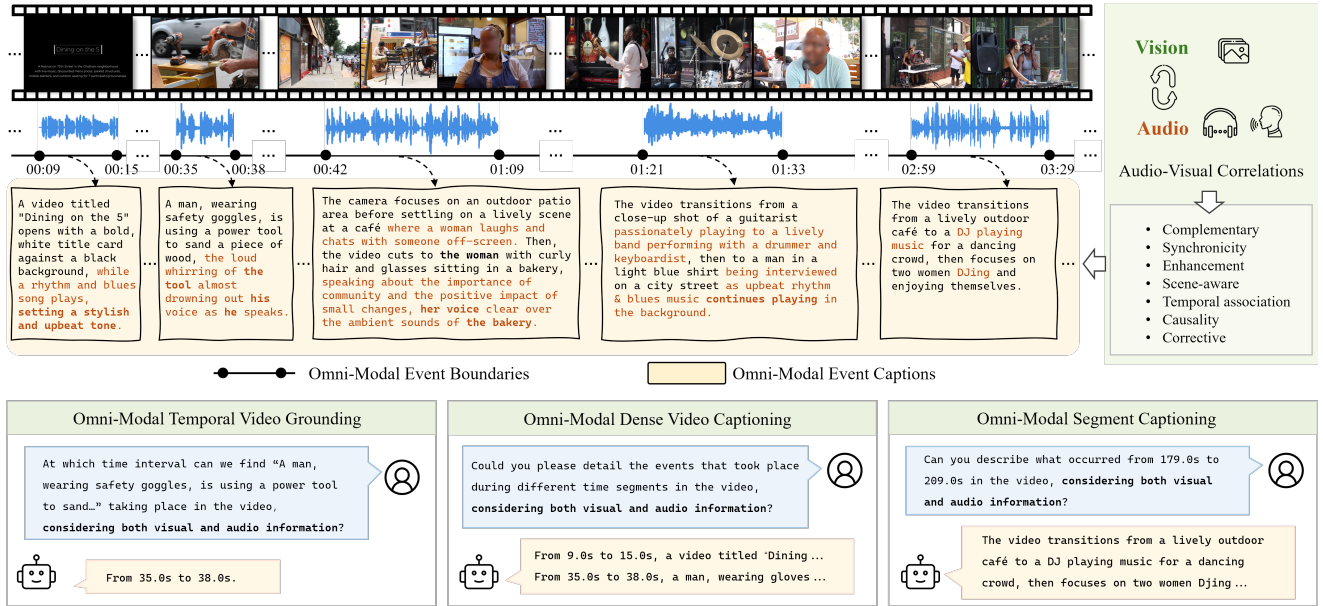 Dining on the 5
Vision
Audio
Audio-Visual Correlations
Complementary
Synchronicity
Enhancement
Scene-aware
Temporal association
Causality
Corrective
...
00:09
00:15
...
00:35
00:38
...
00:42
01:09
...
01:21
01:33
...
02:59
03:29
...
A video titled
"Dining on the 5"
opens with a bold,
white title card
against a black
background, while
a rhythm and blues
song plays,
setting a stylish
and upbeat tone.
...
A man, wearing
safety goggles, is
using a power tool
to sand a piece of
wood, the loud
whirring of the
tool almost
drowning out his
voice as he speaks.
...
The camera focuses on an outdoor patio
area before settling on a lively scene
at a café where a woman laughs and
chats with someone off-screen. Then,
the video cuts to the woman with curly
hair and glasses sitting in a bakery,
speaking about the importance of
community and the positive impact of
small changes, her voice clear over
the ambient sounds of the bakery.
...
The video transitions from a
close-up shot of a guitarist
passionately playing to a lively
band performing with a drummer and
keyboardist, then to a man in a
light blue shirt being interviewed
on a city street as upbeat rhythm
& blues music continues playing in
the background.
...
The video transitions
from a lively outdoor
café to a DJ playing
music for a dancing
crowd, then focuses on
two women DJing and
enjoying themselves.
...
Omni-Modal Event Boundaries
Omni-Modal Event Captions
Omni-Modal Temporal Video Grounding
At which time interval can we find “A man,
wearing safety goggles, is using a power tool
to sand…” taking place in the video,
considering both visual and audio information?
From 35.0s to 38.0s.
Omni-Modal Dense Video Captioning
Could you please detail the events that took place
during different time segments in the video,
considering both visual and audio information?
From 9.0s to 15.0s, a video titled "Dining ...
From 35.0s to 38.0s, a man, wearing gloves ...
Omni-Modal Segment Captioning
Can you describe what occurred from 179.0s to
209.0s in the video, considering both visual
and audio information?
The video transitions from a lively outdoor
café to a DJ playing music for a dancing
crowd, then focuses on two women Djing ...